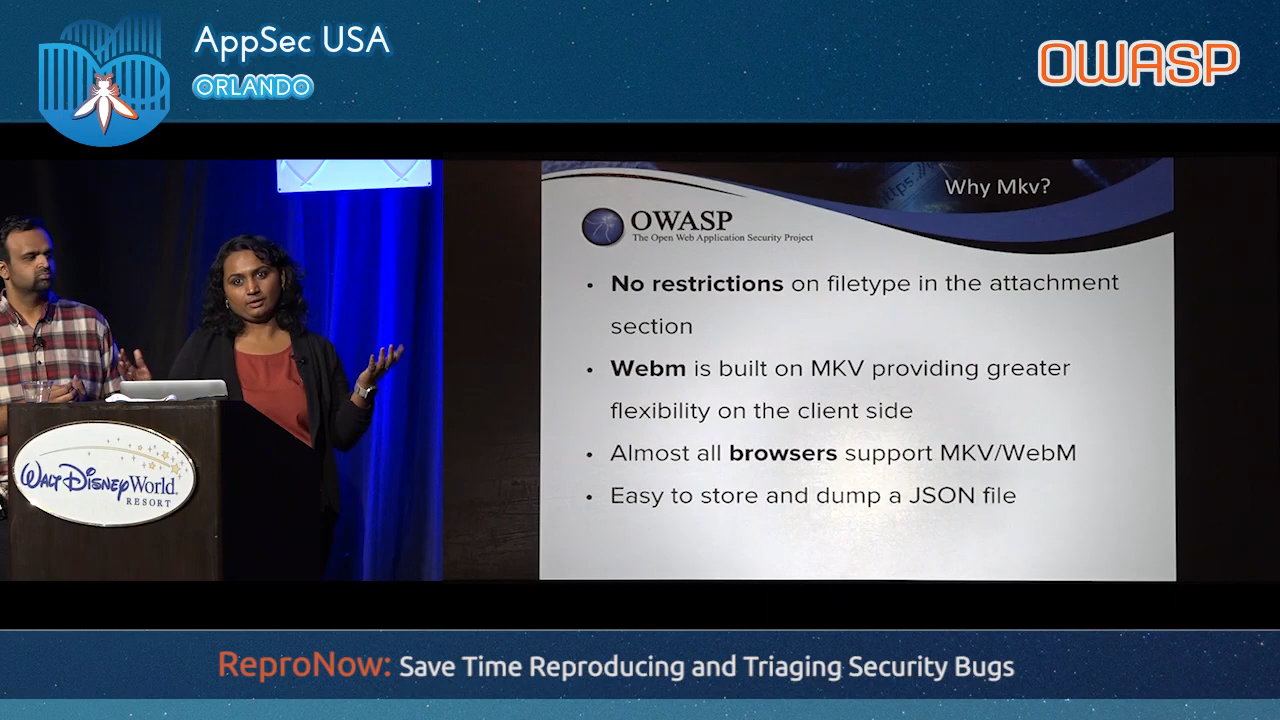 AppSec USA
ORLANDO
OWASP
https:
Why Mkv?
OWASP
The Open Web Application Security Project
• No restrictions on filetype in the attachment
section
• Webm is built on MKV providing greater
flexibility on the client side
• Almost all browsers support MKV/WebM
• Easy to store and dump a JSON file
WALT DISNEY World
RESORT
ReproNow: Save Time Reproducing and Triaging Security Bugs